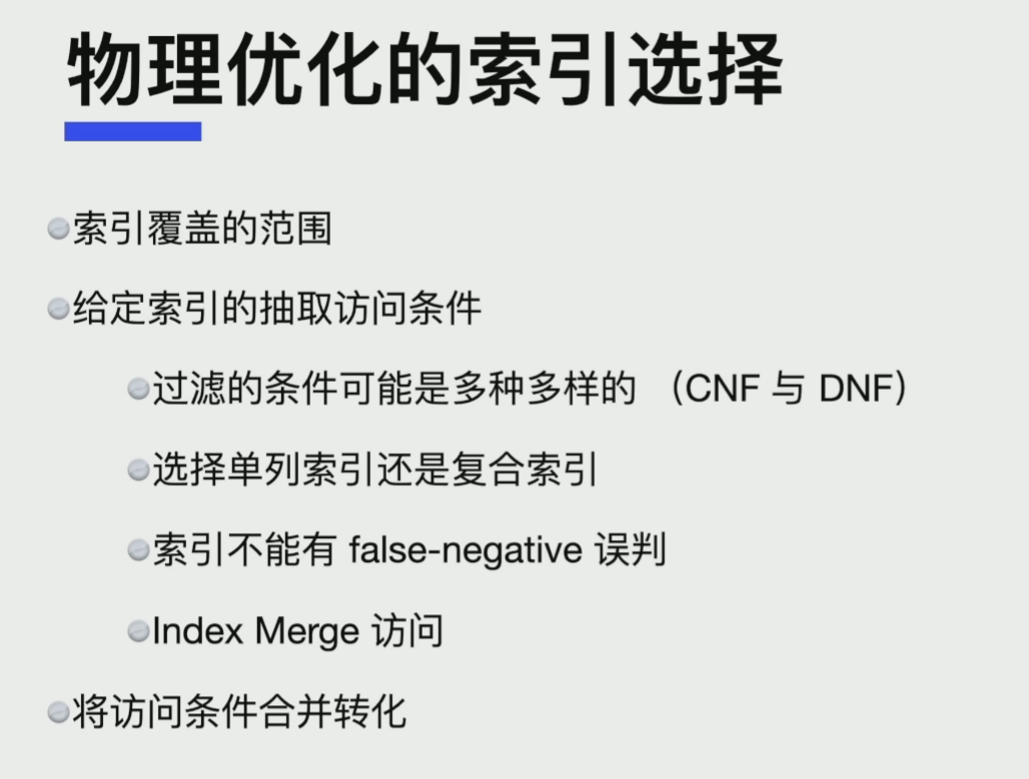 物理优化的索引选择
索引覆盖的范围
给定索引的抽取访问条件
过滤的条件可能是多种多样的 （CNF 与 DNF）
选择单列索引还是复合索引
索引不能有 false-negative 误判
Index Merge 访问
将访问条件合并转化